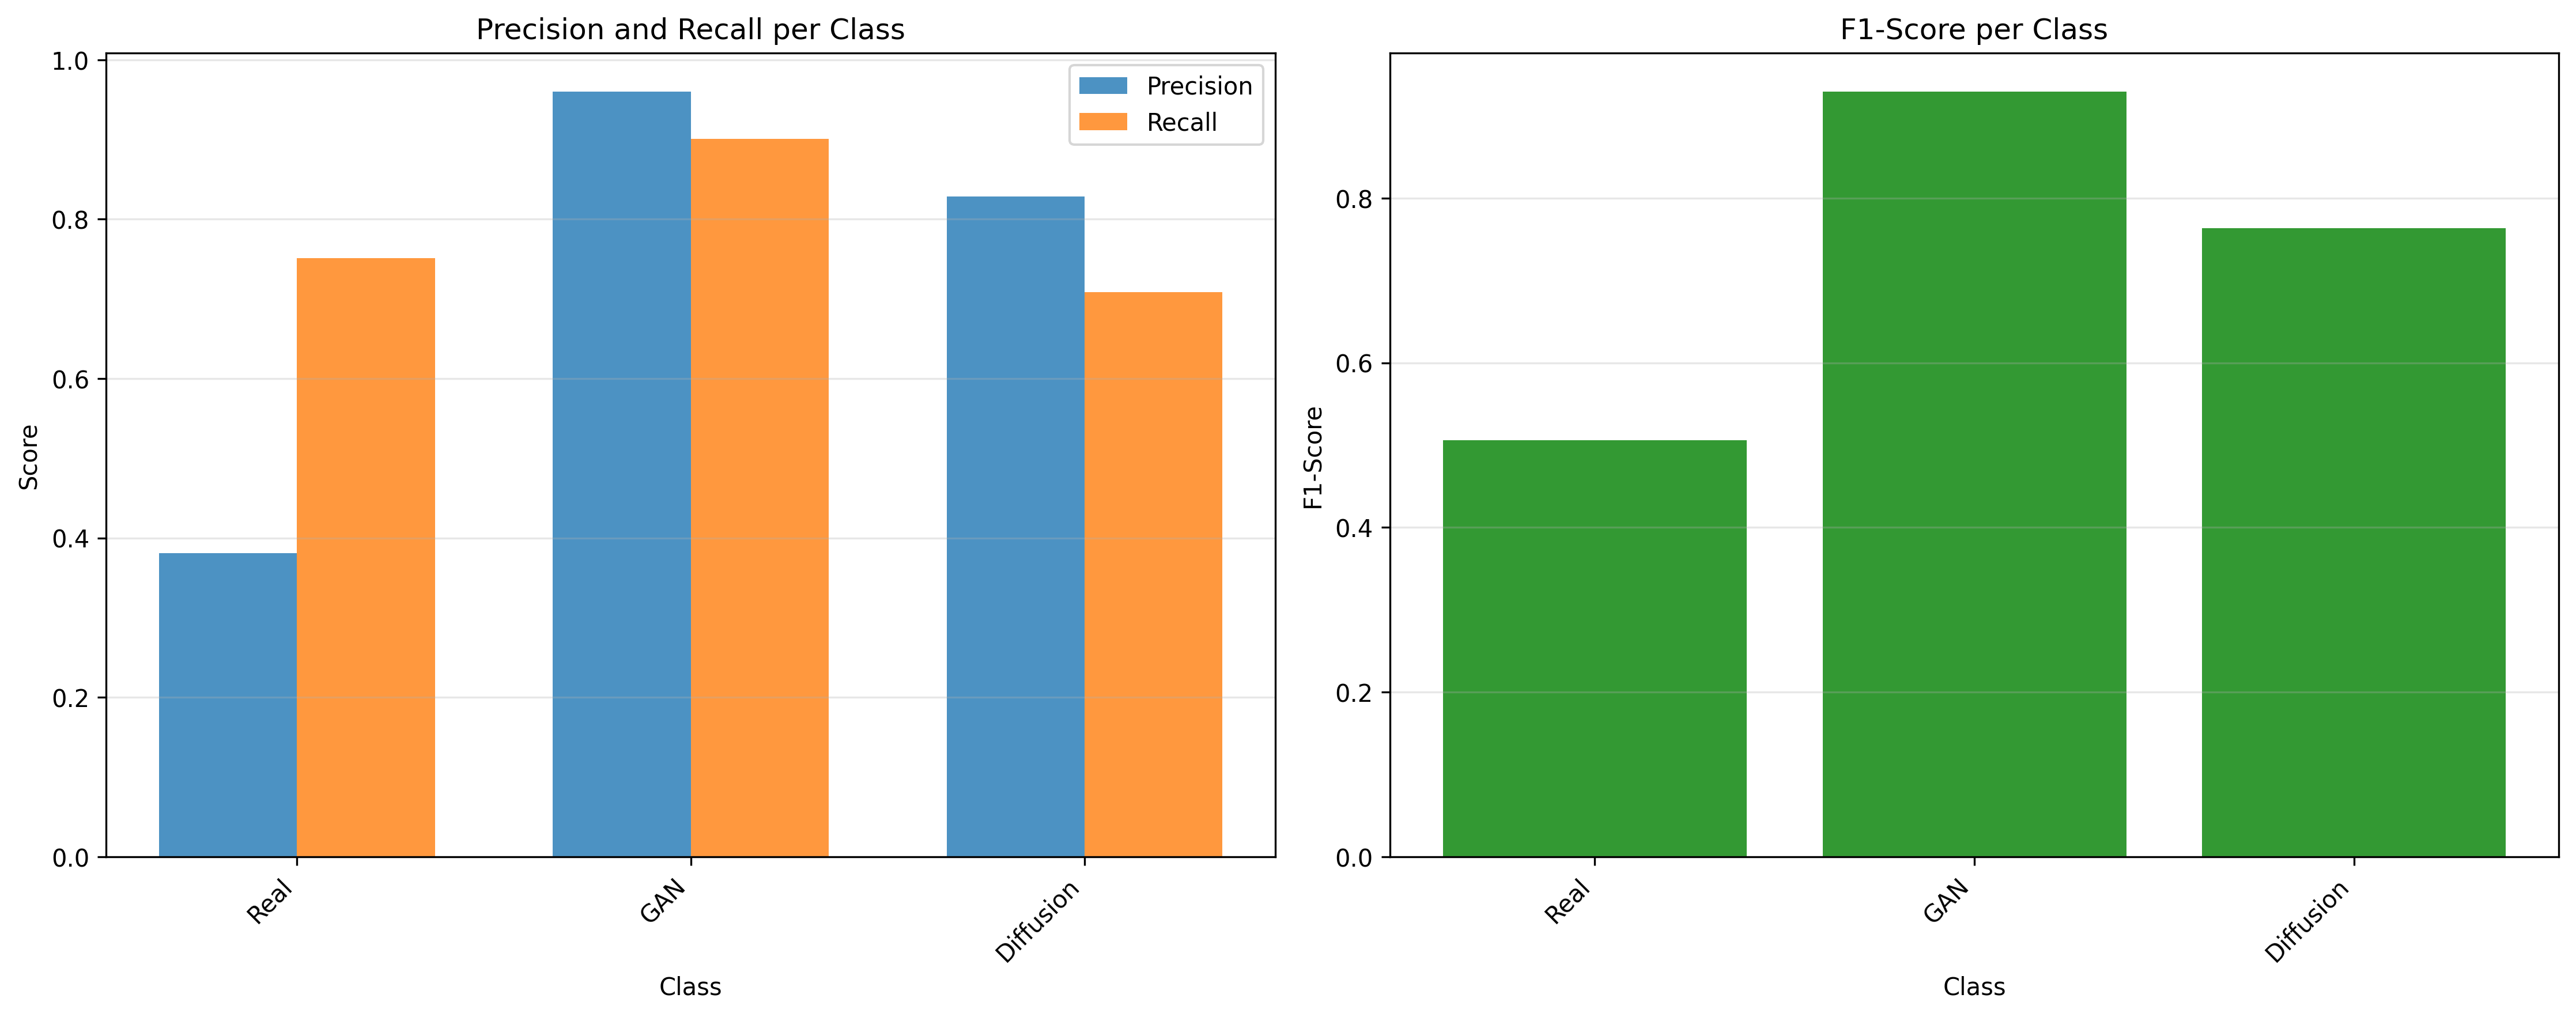 Precision and Recall per Class
1.0
0.8
0.6
0.4
0.2
0.0
Score
Precision
Recall
Real
GAN
Diffusion
Class
F1-Score per Class
0.8
0.6
0.4
0.2
0.0
F1-Score
Real
GAN
Diffusion
Class